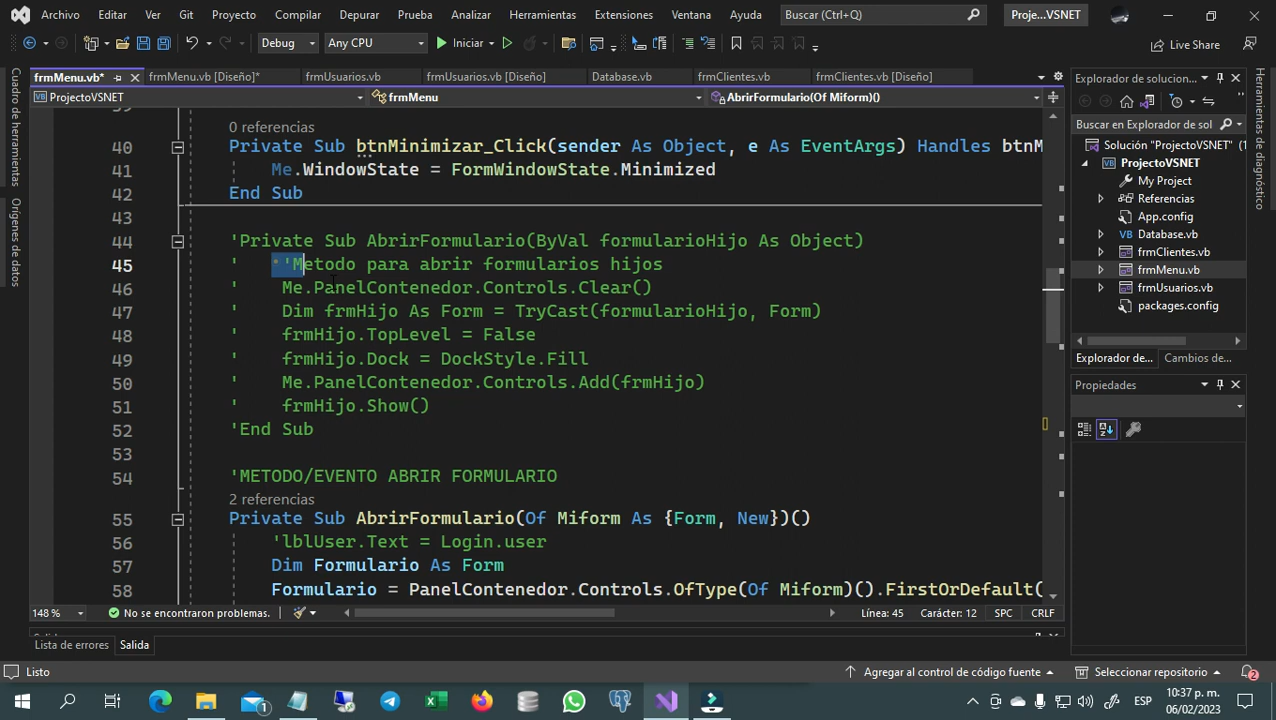 Archivo Editar Ver Git Proyecto Compilar Depurar Prueba Analizar Herramientas Extensiones Ventana Ayuda Buscar (Ctrl+Q) Proje...VSNET
Debug Any CPU Iniciar Live Share
frmMenu.vb* frmMenu.vb [Diseño]* frmUsuarios.vb frmUsuarios.vb [Diseño] Database.vb frmClientes.vb frmClientes.vb [Diseño]
ProjectoVSNET frmMenu AbrirFormulario(Of Miform)()
Cuadro de herramientas
Orígenes de datos
39
0 referencias
40 Private Sub btnMinimizar_Click(sender As Object, e As EventArgs) Handles btnM
41 Me.WindowState = FormWindowState.Minimized
42 End Sub
43
44 'Private Sub AbrirFormulario(ByVal formularioHijo As Object)
45 ' 'Metodo para abrir formularios hijos
46 ' Me.PanelContenedor.Controls.Clear()
47 ' Dim frmHijo As Form = TryCast(formularioHijo, Form)
48 ' frmHijo.TopLevel = False
49 ' frmHijo.Dock = DockStyle.Fill
50 ' Me.PanelContenedor.Controls.Add(frmHijo)
51 ' frmHijo.Show()
52 'End Sub
53
54 'METODO/EVENTO ABRIR FORMULARIO
2 referencias
55 Private Sub AbrirFormulario(Of Miform As {Form, New})()
56 'lblUser.Text = Login.user
57 Dim Formulario As Form
58 Formulario = PanelContenedor.Controls.OfType(Of Miform)().FirstOrDefault(
148 % No se encontraron problemas. Línea: 45 Carácter: 12 SPC CRLF
Lista de errores Salida
Explorador de solucion...
Buscar en Explorador de sol
Solución "ProjectoVSNET" (1
ProjectoVSNET
My Project
Referencias
App.config
Database.vb
frmClientes.vb
frmMenu.vb
frmUsuarios.vb
packages.config
Explorador de... Cambios de...
Propiedades
Herramientas de diagnóstico
Listo Agregar al control de código fuente Seleccionar repositorio 2
1 ESP 10:37 p. m.
06/02/2023